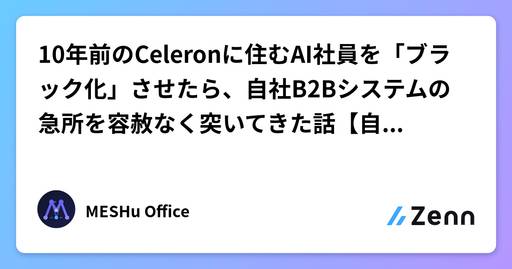 10年前のCeleronに住むAI社員を「ブラ
ック化」させたら、自社B2Bシステムの
急所を容赦なく突いてきた話【自...
MESHu Office
Zenn